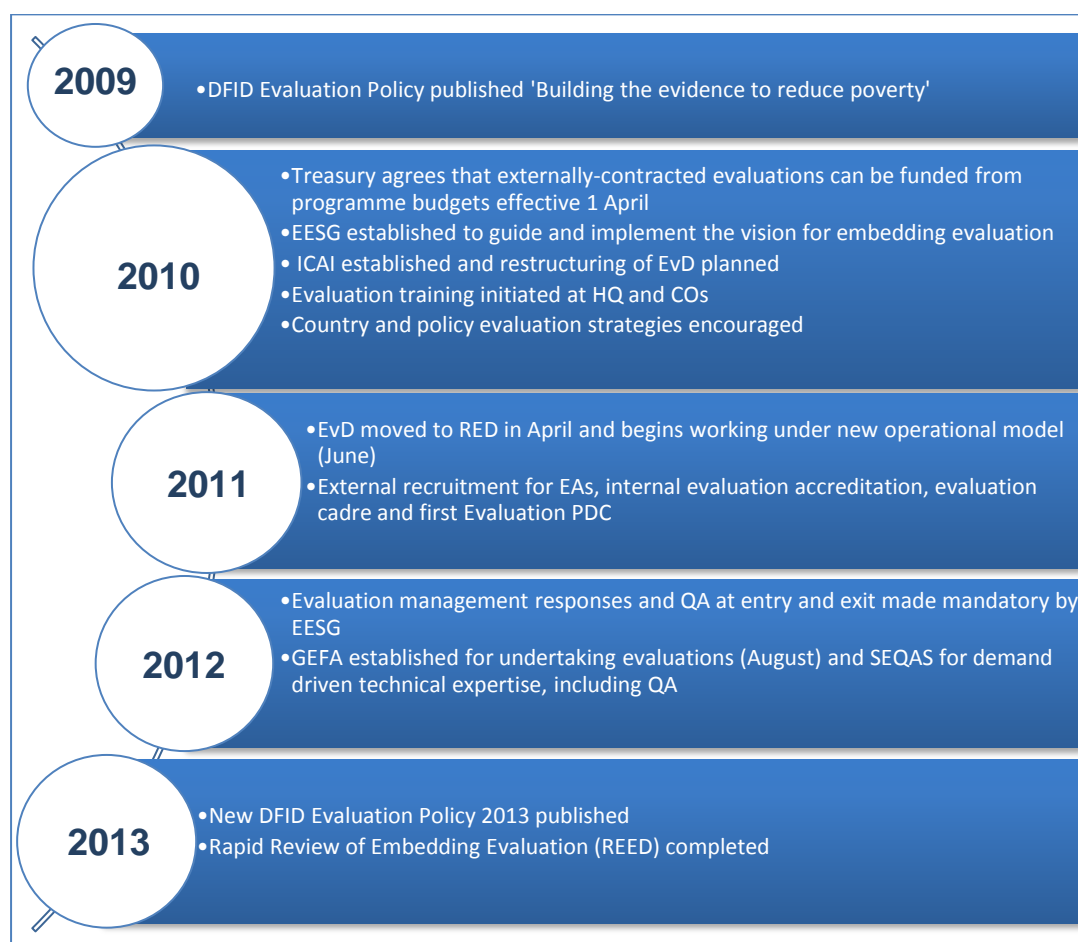 2009
•DFID Evaluation Policy published 'Building the evidence to reduce poverty'
2010
•Treasury agrees that externally-contracted evaluations can be funded from
programme budgets effective 1 April
•EESG established to guide and implement the vision for embedding evaluation
• ICAI established and restructuring of EvD planned
•Evaluation training initiated at HQ and COs
•Country and policy evaluation strategies encouraged
2011
•EvD moved to RED in April and begins working under new operational model
(June)
•External recruitment for EAs, internal evaluation accreditation, evaluation
cadre and first Evaluation PDC
2012
•Evaluation management responses and QA at entry and exit made mandatory by
EESG
•GEFA established for undertaking evaluations (August) and SEQAS for demand
driven technical expertise, including QA
2013
•New DFID Evaluation Policy 2013 published
•Rapid Review of Embedding Evaluation (REED) completed